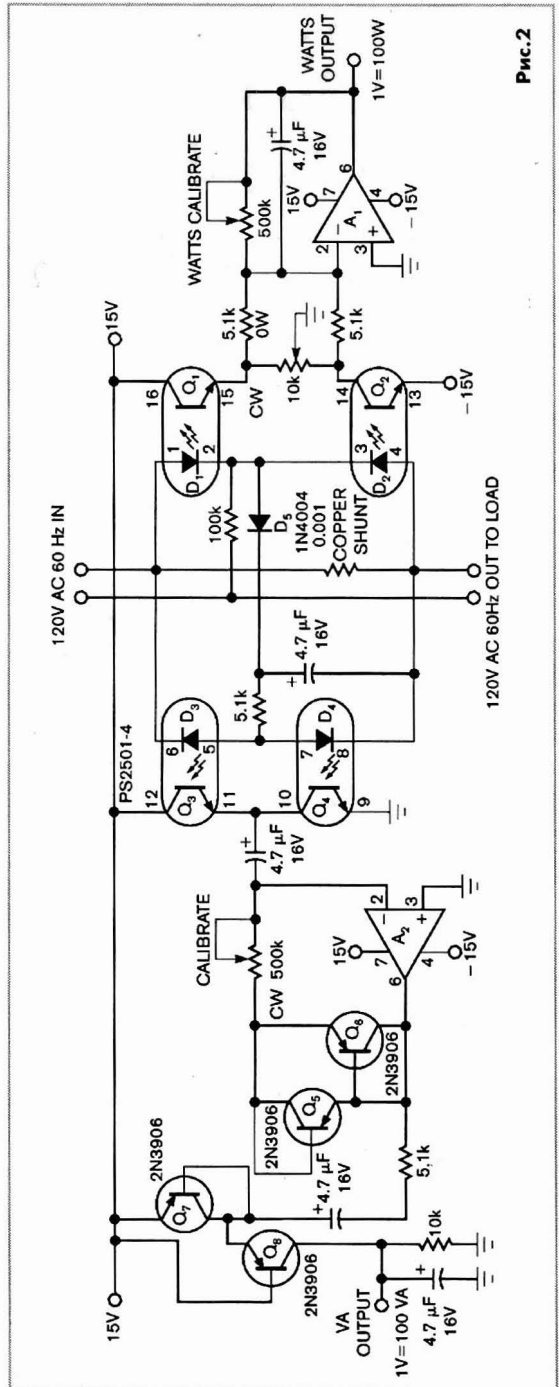 Рис.2
WATTS
OUTPUT
1V=100W
WATTS CALIBRATE
500k
4.7 µF
16V
15V
7
6
A1
2
−
3
+
4
−15V
5.1k
0W
5.1k
CW
10k
15V
16
Q1
15
14
Q2
13
−15V
1
D1
2
3
D2
4
100k
D5
1N4004
0.001
COPPER
SHUNT
120V AC 60 Hz IN
120V AC 60Hz OUT TO LOAD
4.7 µF
16V
+
5.1k
PS2501-4
12
Q3
11
6
D3
5
10
Q4
9
7
D4
8
4.7 µF
16V
+
CALIBRATE
500k
CW
2
−
3
+
A2
15V
7
6
4
−15V
Q6
2N3906
Q5
2N3906
5,1k
2N3906
Q7
+
4.7 µF
16V
Q8
2N3906
15V
10k
VA
OUTPUT
1V=100 VA
+
4.7 µF
16V